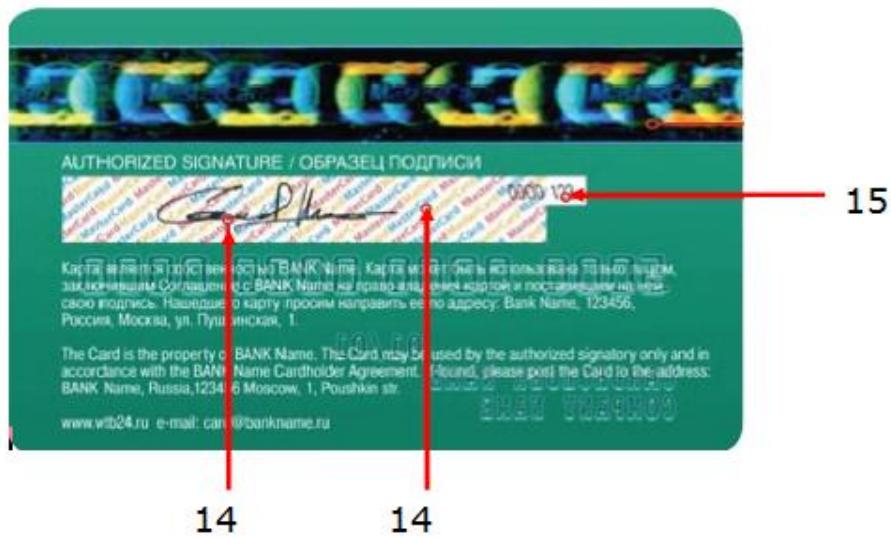 AUTHORIZED SIGNATURE / ОБРАЗЕЦ ПОДПИСИ
0000 123
15
Карта является собственностью BANK Name. Карта может быть использована только лицом,
заключившим Соглашение с BANK Name на право владения картой и поставившим на ней
свою подпись. Нашедшего карту просим направить ее по адресу: Bank Name, 123456,
Россия, Москва, ул. Пушкинская, 1.
The Card is the property of BANK Name. The Card may be used by the authorized signatory only and in
accordance with the BANK Name Cardholder Agreement. If found, please post the Card to the address:
BANK Name, Russia,123456 Moscow, 1, Poushkin str.
www.vtb24.ru e-mail: card@bankname.ru
14 14